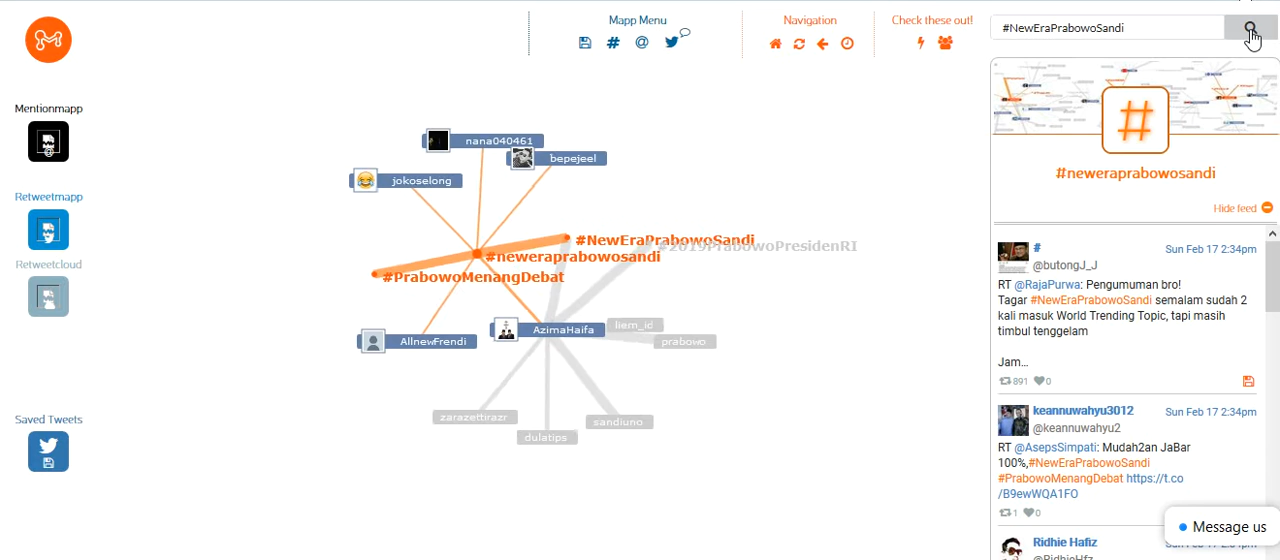 Mapp Menu
Navigation
Check these out!
#NewEraPrabowoSandi
#
@
Mentionmapp
Retweetmapp
Retweetcloud
Saved Tweets
nana040461
bepejeel
jokoselong
#NewEraPrabowoSandi
#2019PrabowoPresidenRI
#neweraprabowosandi
#PrabowoMenangDebat
AllnewFrendi
AzimaHaifa
liem_id
prabowo
zarazettirazr
sandiuno
dulatips
#
#neweraprabowosandi
Hide feed
# Sun Feb 17 2:34pm
@butongJ_J
RT @RajaPurwa: Pengumuman bro!
Tagar #NewEraPrabowoSandi semalam sudah 2
kali masuk World Trending Topic, tapi masih
timbul tenggelam
Jam...
891 0
keannuwahyu3012 Sun Feb 17 2:34pm
@keannuwahyu2
RT @AsepsSimpati: Mudah2an JaBar
100%,#NewEraPrabowoSandi
#PrabowoMenangDebat https://t.co
/B9ewWQA1FO
1 0
Message us
Ridhie Hafiz
@RidhieHfz